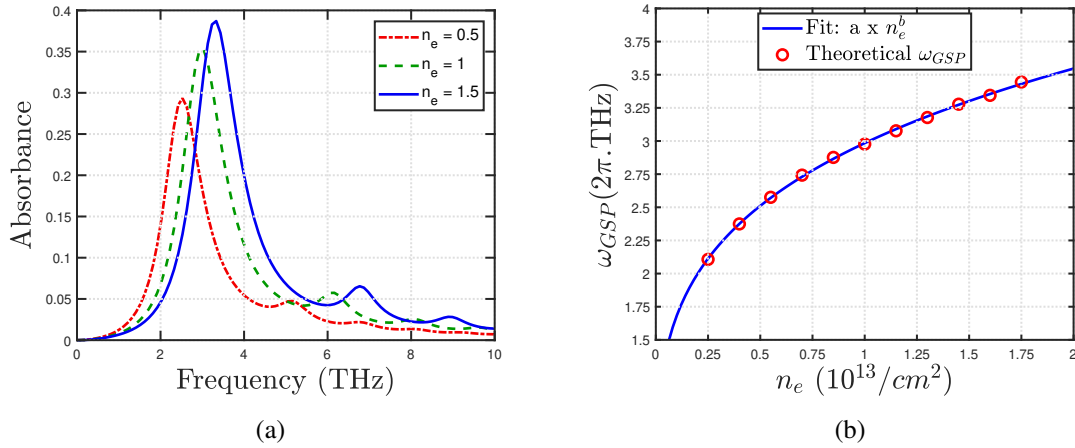 0.4
0.35
0.3
0.25
0.2
0.15
0.1
0.05
0
Absorbance
0 2 4 6 8 10
Frequency (THz)
n_e = 0.5
n_e = 1
n_e = 1.5
(a)
4
3.75
3.5
3.25
3
2.75
2.5
2.25
2
1.75
1.5
ω_GSP(2π.THz)
Fit: a x n_e^b
Theoretical ω_GSP
0 0.25 0.5 0.75 1 1.25 1.5 1.75 2
n_e (10^13/cm^2)
(b)